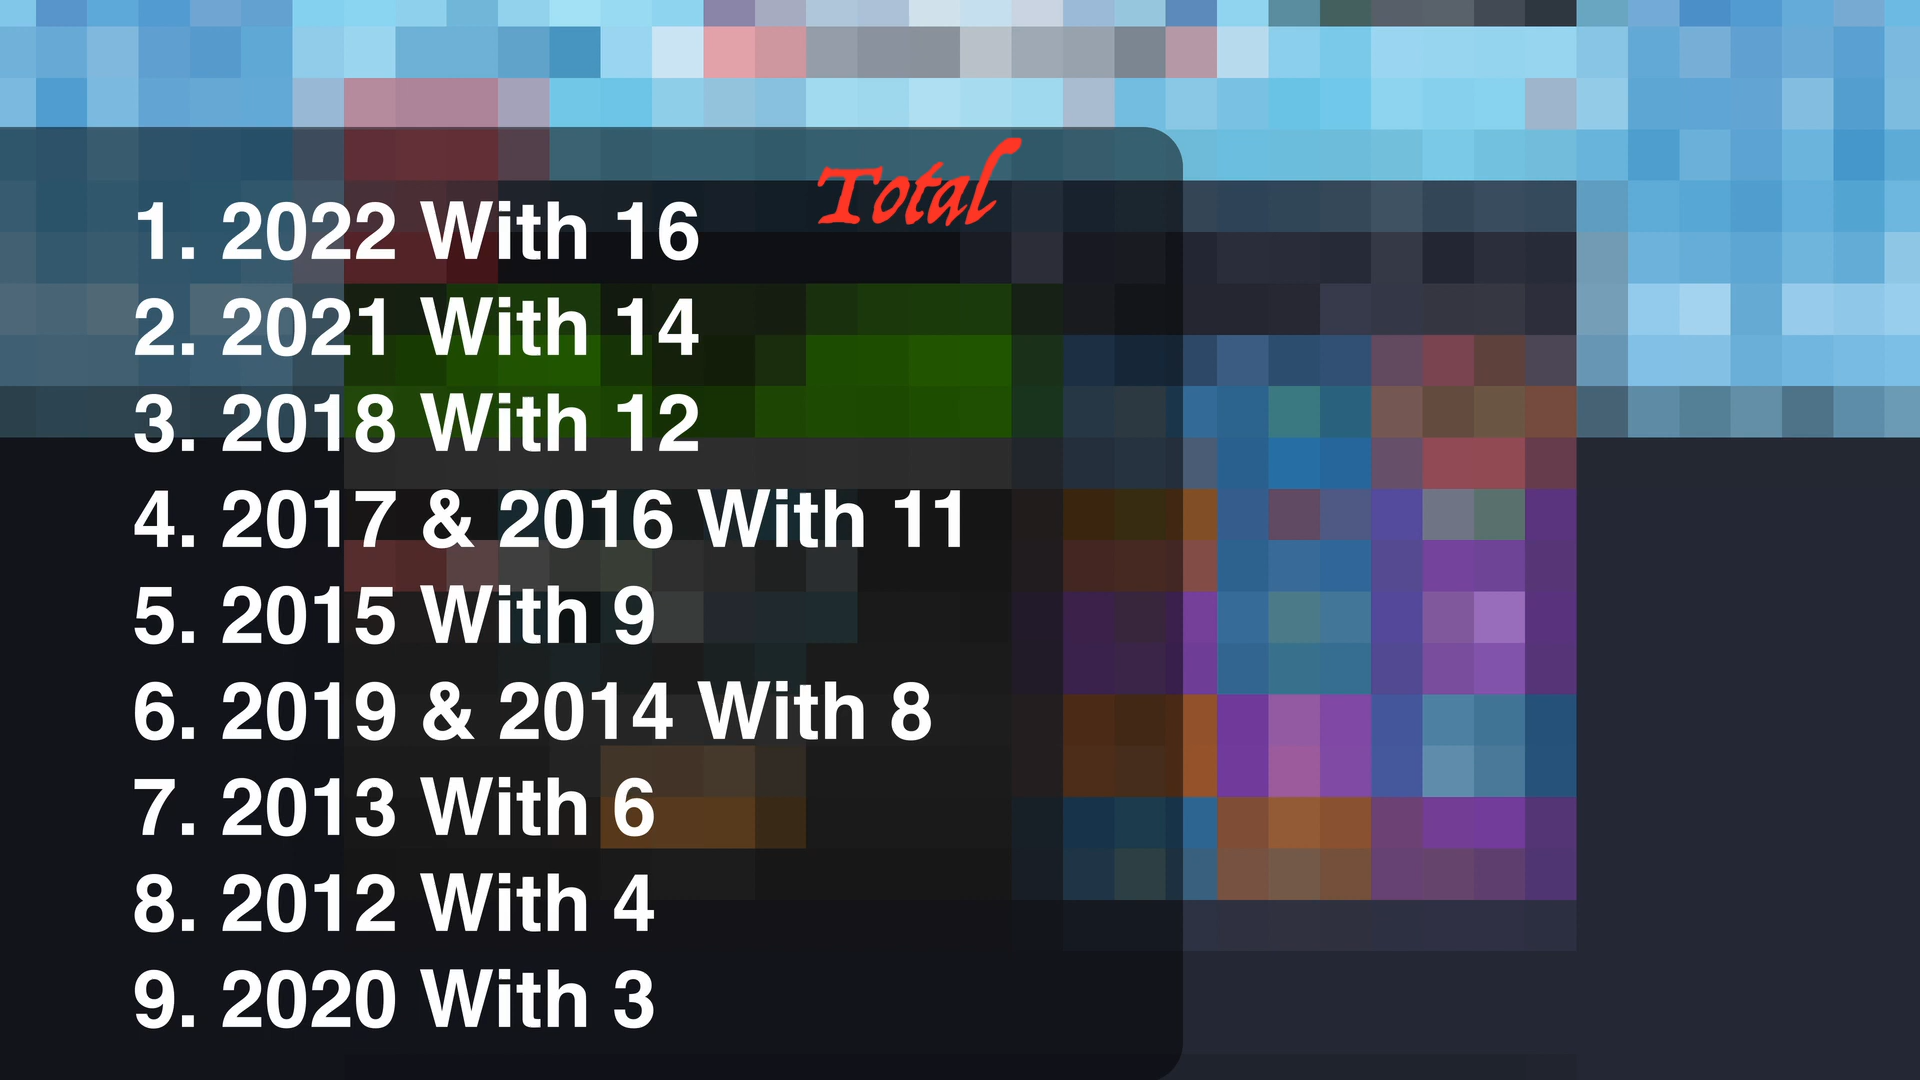 Total
1. 2022 With 16
2. 2021 With 14
3. 2018 With 12
4. 2017 & 2016 With 11
5. 2015 With 9
6. 2019 & 2014 With 8
7. 2013 With 6
8. 2012 With 4
9. 2020 With 3